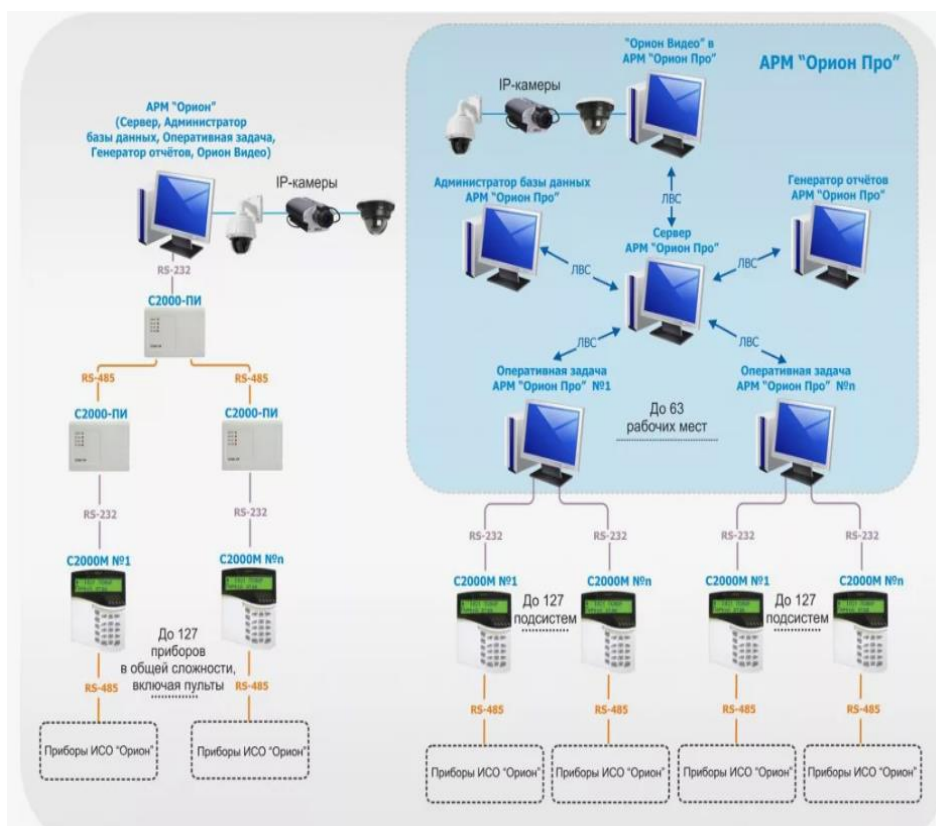 АРМ "Орион"
(Сервер, Администратор
базы данных, Оперативная задача,
Генератор отчётов, Орион Видео)
IP-камеры
RS-232
С2000-ПИ
RS-485
RS-485
С2000-ПИ
С2000-ПИ
RS-232
RS-232
С2000М №1
С2000М №n
До 127
приборов
в общей сложности,
включая пульты
RS-485
RS-485
Приборы ИСО "Орион"
Приборы ИСО "Орион"
"Орион Видео" в
АРМ "Орион Про"
АРМ "Орион Про"
IP-камеры
ЛВС
Администратор базы данных
АРМ "Орион Про"
Генератор отчётов
АРМ "Орион Про"
Сервер
АРМ "Орион Про"
ЛВС
ЛВС
ЛВС
ЛВС
Оперативная задача
АРМ "Орион Про" №1
Оперативная задача
АРМ "Орион Про" №n
До 63
рабочих мест
RS-232
RS-232
RS-232
RS-232
С2000М №1
С2000М №n
С2000М №1
С2000М №n
До 127
подсистем
До 127
подсистем
RS-485
RS-485
RS-485
RS-485
Приборы ИСО "Орион"
Приборы ИСО "Орион"
Приборы ИСО "Орион"
Приборы ИСО "Орион"